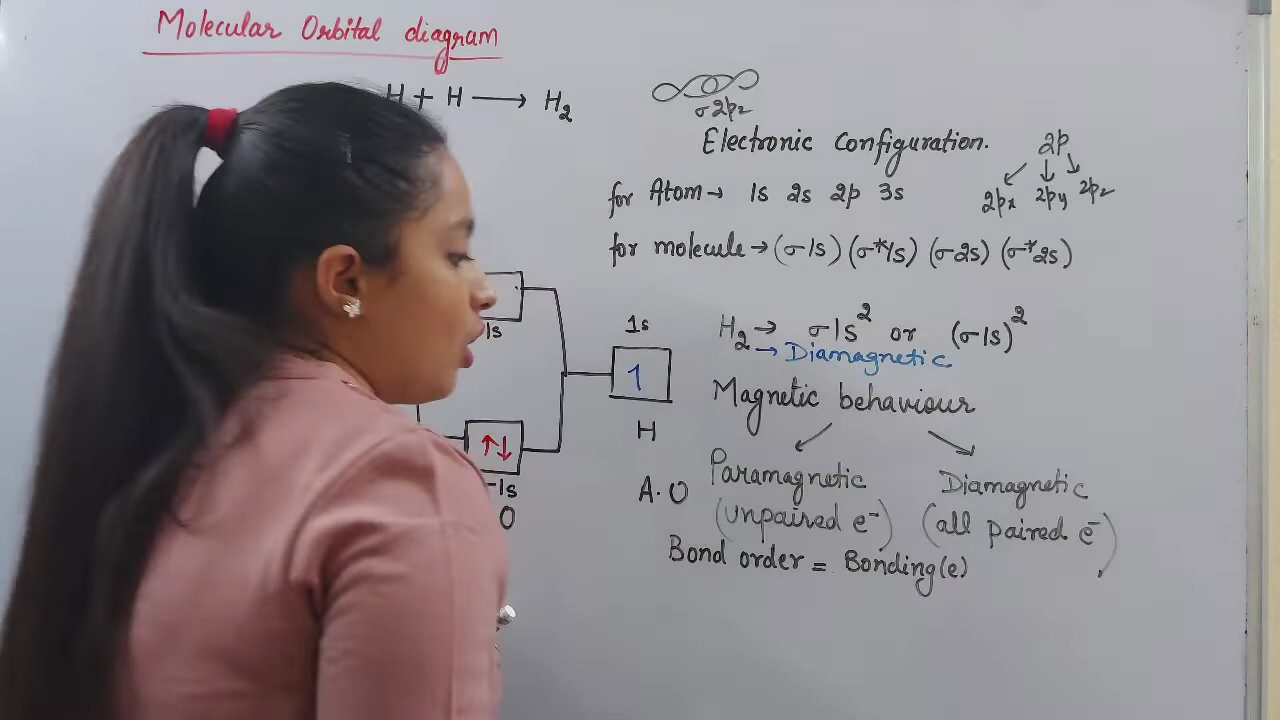 Molecular Orbital diagram
H + H → H2
σ2pz
Electronic Configuration.
2p
2px 2py 2pz
for Atom → 1s 2s 2p 3s
for molecule → (σ1s) (σ*1s) (σ2s) (σ*2s)
1s
1s
1
H
H2 → σ1s² or (σ1s)²
→ Diamagnetic
Magnetic behaviour
↑↓
1s
O
A.O
Paramagnetic Diamagnetic
(unpaired e⁻) (all paired e⁻)
Bond order = Bonding(e)